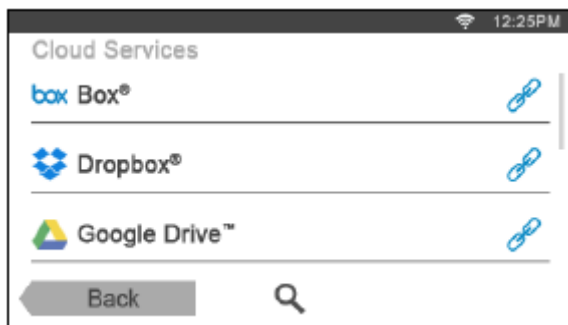 12:25PM
Cloud Services
box Box®
Dropbox®
Google Drive™
Back